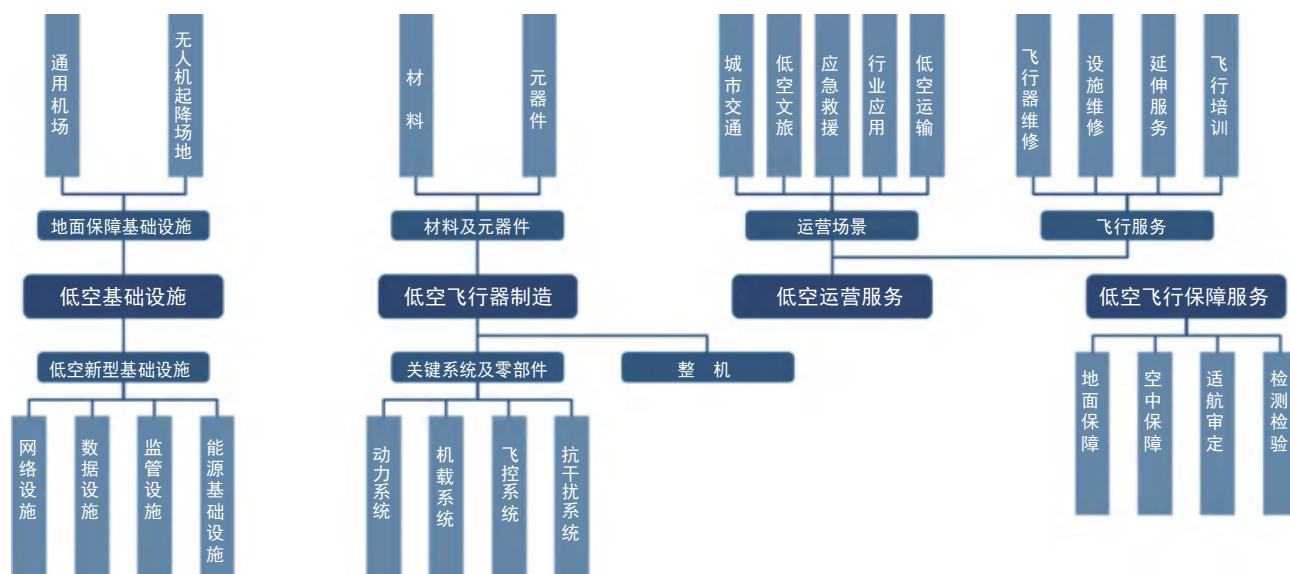 通用机场
无人机起降场地
材 料
元器件
城市交通
低空文旅
应急救援
行业应用
低空运输
飞行器维修
设施维修
延伸服务
飞行培训
地面保障基础设施
材料及元器件
运营场景
飞行服务
低空基础设施
低空飞行器制造
低空运营服务
低空飞行保障服务
低空新型基础设施
关键系统及零部件
整 机
网络设施
数据设施
监管设施
能源基础设施
动力系统
机载系统
飞控系统
抗干扰系统
地面保障
空中保障
适航审定
检测检验